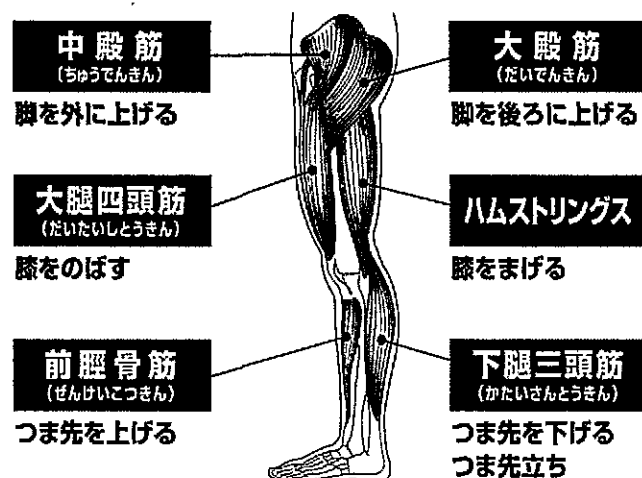 中殿筋
(ちゅうでんきん)
脚を外に上げる
大殿筋
(だいでんきん)
脚を後ろに上げる
大腿四頭筋
(だいたいしとうきん)
膝をのばす
ハムストリングス
膝をまげる
前脛骨筋
(ぜんけいこつきん)
つま先を上げる
下腿三頭筋
(かたいさんとうきん)
つま先を下げる
つま先立ち